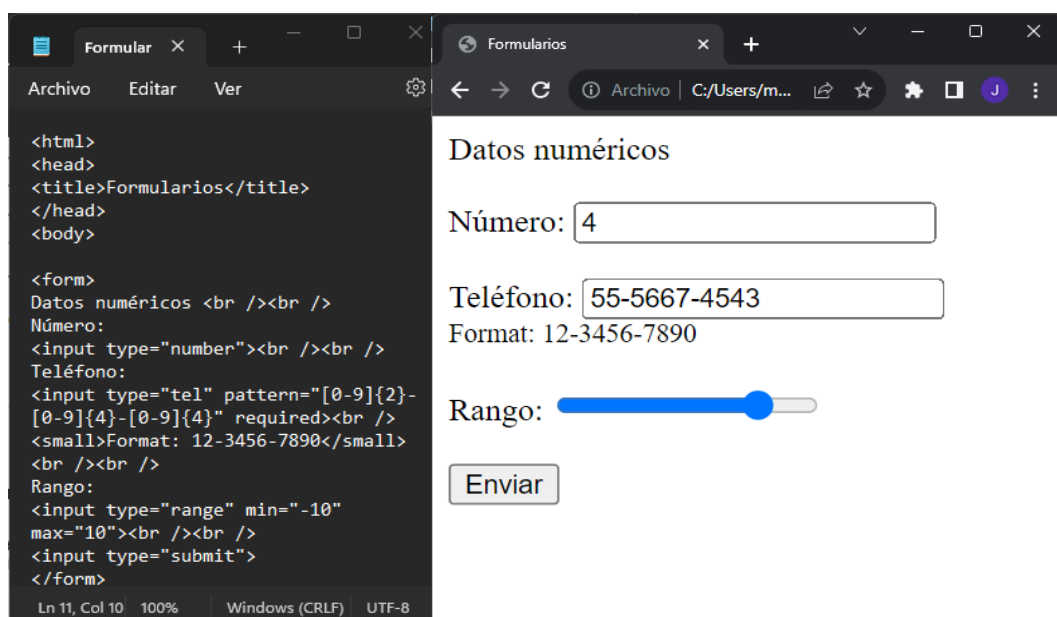 Formular
Archivo Editar Ver
<html>
<head>
<title>Formularios</title>
</head>
<body>
<form>
Datos numéricos <br /><br />
Número:
<input type="number"><br /><br />
Teléfono:
<input type="tel" pattern="[0-9]{2}-
[0-9]{4}-[0-9]{4}" required><br />
<small>Format: 12-3456-7890</small>
<br /><br />
Rango:
<input type="range" min="-10"
max="10"><br /><br />
<input type="submit">
</form>
Ln 11, Col 10 100% Windows (CRLF) UTF-8
Formularios
Archivo C:/Users/m... J
Datos numéricos
Número: 4
Teléfono: 55-5667-4543
Format: 12-3456-7890
Rango:
Enviar